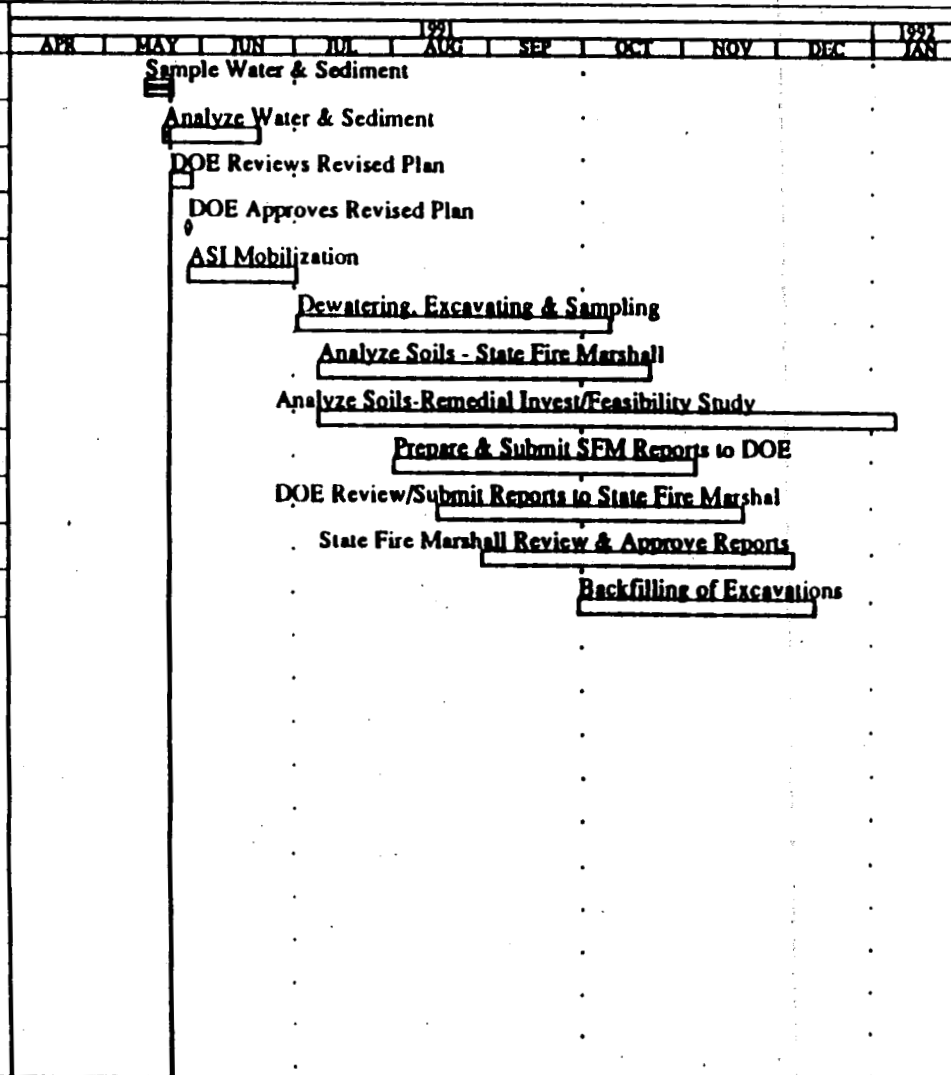 1991 1992
APR MAY JUN JUL AUG SEP OCT NOV DEC JAN
Sample Water & Sediment
Analyze Water & Sediment
DOE Reviews Revised Plan
DOE Approves Revised Plan
ASI Mobilization
Dewatering, Excavating & Sampling
Analyze Soils - State Fire Marshall
Analyze Soils-Remedial Invest/Feasibility Study
Prepare & Submit SFM Reports to DOE
DOE Review/Submit Reports to State Fire Marshal
State Fire Marshall Review & Approve Reports
Backfilling of Excavations